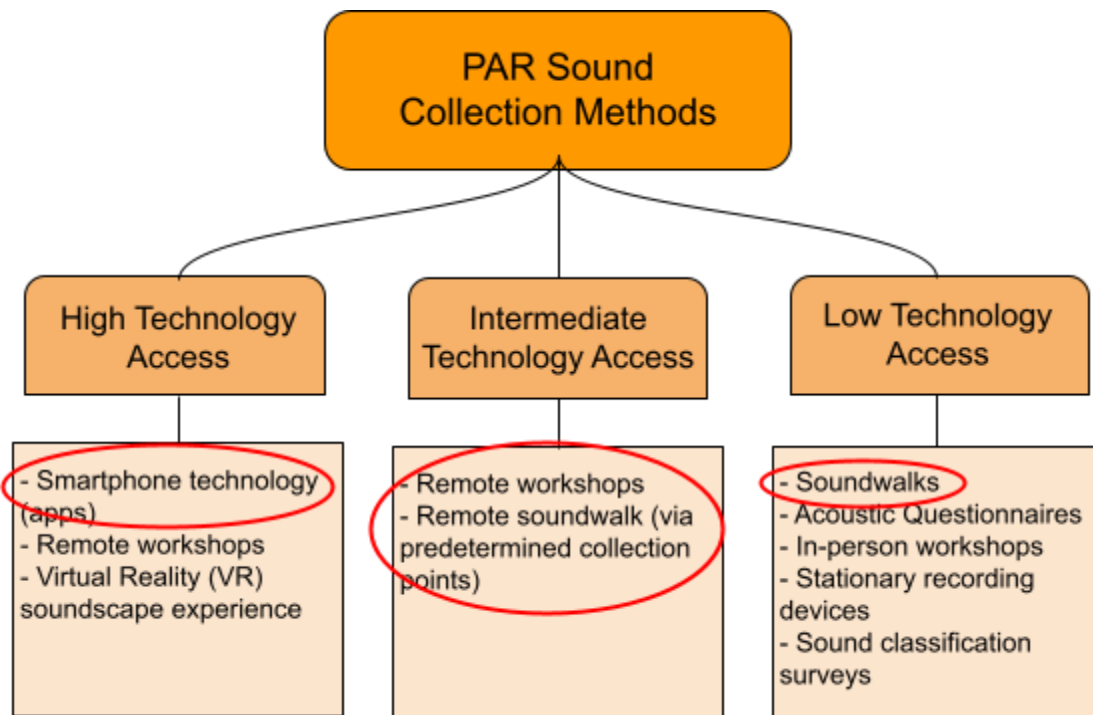 PAR Sound
Collection Methods
High Technology
Access
Intermediate
Technology Access
Low Technology
Access
- Smartphone technology
(apps)
- Remote workshops
- Virtual Reality (VR)
soundscape experience
- Remote workshops
- Remote soundwalk (via
predetermined collection
points)
- Soundwalks
- Acoustic Questionnaires
- In-person workshops
- Stationary recording
devices
- Sound classification
surveys